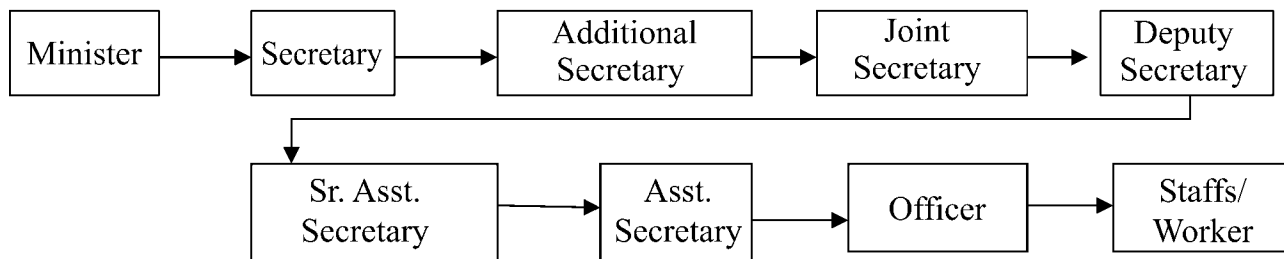 Minister
Secretary
Additional
Secretary
Joint
Secretary
Deputy
Secretary
Sr. Asst.
Secretary
Asst.
Secretary
Officer
Staffs/
Worker